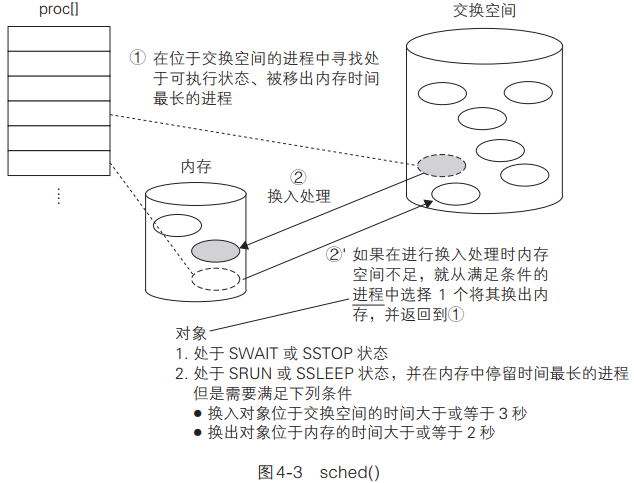 proc[]
交换空间
① 在位于交换空间的进程中寻找处
于可执行状态、被移出内存时间
最长的进程
内存
②
换入处理
②' 如果在进行换入处理时内存
空间不足，就从满足条件的
进程中选择 1 个将其换出内
存，并返回到①
对象
1. 处于 SWAIT 或 SSTOP 状态
2. 处于 SRUN 或 SSLEEP 状态，并在内存中停留时间最长的进程
但是需要满足下列条件
● 换入对象位于交换空间的时间大于或等于 3 秒
● 换出对象位于内存的时间大于或等于 2 秒
图4-3 sched()